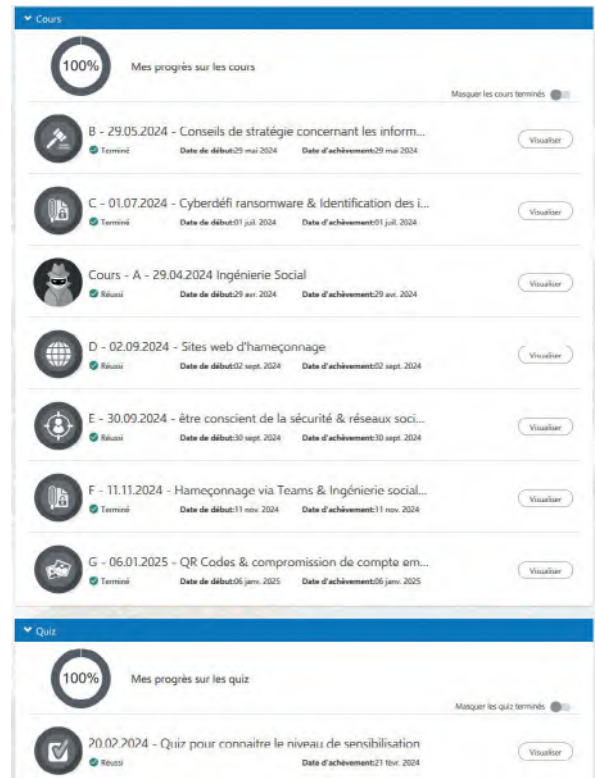 Cours
100%
Mes progrès sur les cours
Masquer les cours terminés
B - 29.05.2024 - Conseils de stratégie concernant les inform...
Terminé Date de début:29 mai 2024 Date d'achèvement:29 mai 2024
Visualiser
C - 01.07.2024 - Cyberdéfi ransomware & Identification des i...
Terminé Date de début:01 juil. 2024 Date d'achèvement:01 juil. 2024
Visualiser
Cours - A - 29.04.2024 Ingénierie Social
Réussi Date de début:29 avr. 2024 Date d'achèvement:29 avr. 2024
Visualiser
D - 02.09.2024 - Sites web d'hameçonnage
Réussi Date de début:02 sept. 2024 Date d'achèvement:02 sept. 2024
Visualiser
E - 30.09.2024 - être conscient de la sécurité & réseaux soci...
Réussi Date de début:30 sept. 2024 Date d'achèvement:30 sept. 2024
Visualiser
F - 11.11.2024 - Hameçonnage via Teams & Ingénierie social...
Terminé Date de début:11 nov. 2024 Date d'achèvement:11 nov. 2024
Visualiser
G - 06.01.2025 - QR Codes & compromission de compte em...
Terminé Date de début:06 janv. 2025 Date d'achèvement:06 janv. 2025
Visualiser
Quiz
100%
Mes progrès sur les quiz
Masquer les quiz terminés
20.02.2024 - Quiz pour connaitre le niveau de sensibilisation
Réussi Date d'achèvement:21 févr. 2024
Visualiser